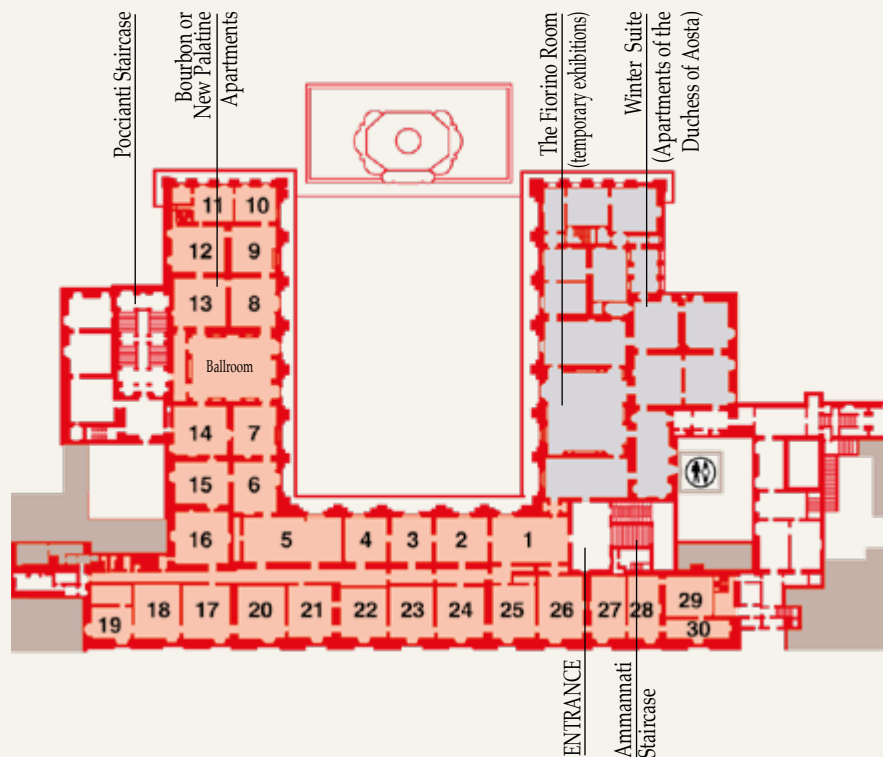 Poccianti Staircase
Bourbon or
New Palatine
Apartments
The Fiorino Room
(temporary exhibitions)
Winter Suite
(Apartments of the
Duchess of Aosta)
11 10
12 9
13 8
Ballroom
14 7
15 6
16 5 4 3 2 1
19 18 17 20 21 22 23 24 25 26 27 28 29
30
ENTRANCE
Ammannati
Staircase